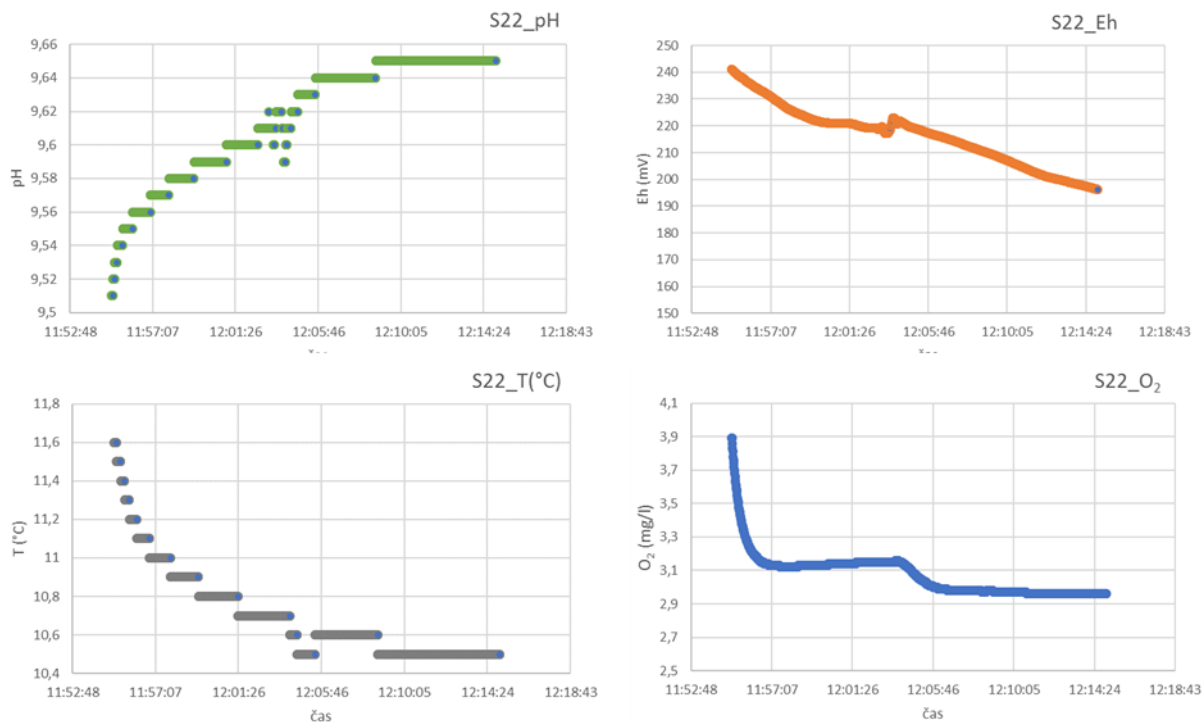 S22_pH
9,66
9,64
9,62
9,6
9,58
9,56
9,54
9,52
9,5
pH
11:52:48 11:57:07 12:01:26 12:05:46 12:10:05 12:14:24 12:18:43
čas
S22_Eh
250
240
230
220
210
200
190
180
170
160
150
Eh (mV)
11:52:48 11:57:07 12:01:26 12:05:46 12:10:05 12:14:24 12:18:43
čas
S22_T(°C)
11,8
11,6
11,4
11,2
11
10,8
10,6
10,4
T (°C)
11:52:48 11:57:07 12:01:26 12:05:46 12:10:05 12:14:24 12:18:43
čas
S22_O₂
4,1
3,9
3,7
3,5
3,3
3,1
2,9
2,7
2,5
O₂ (mg/l)
11:52:48 11:57:07 12:01:26 12:05:46 12:10:05 12:14:24 12:18:43
čas